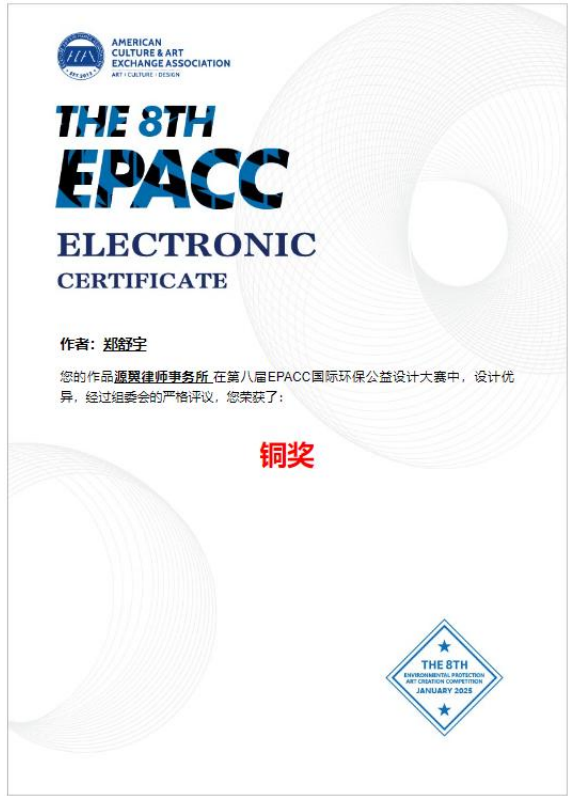 AMERICAN
CULTURE & ART
EXCHANGE ASSOCIATION
ART · CULTURE · DESIGN
EST.2013
THE 8TH
EPACC
ELECTRONIC
CERTIFICATE
作者：郑舒宇
您的作品源翼律师事务所 在第八届EPACC国际环保公益设计大赛中，设计优
异，经过组委会的严格评议，您荣获了：
铜奖
THE 8TH
ENVIRONMENTAL PROTECTION
ART CREATION COMPETITION
JANUARY 2025